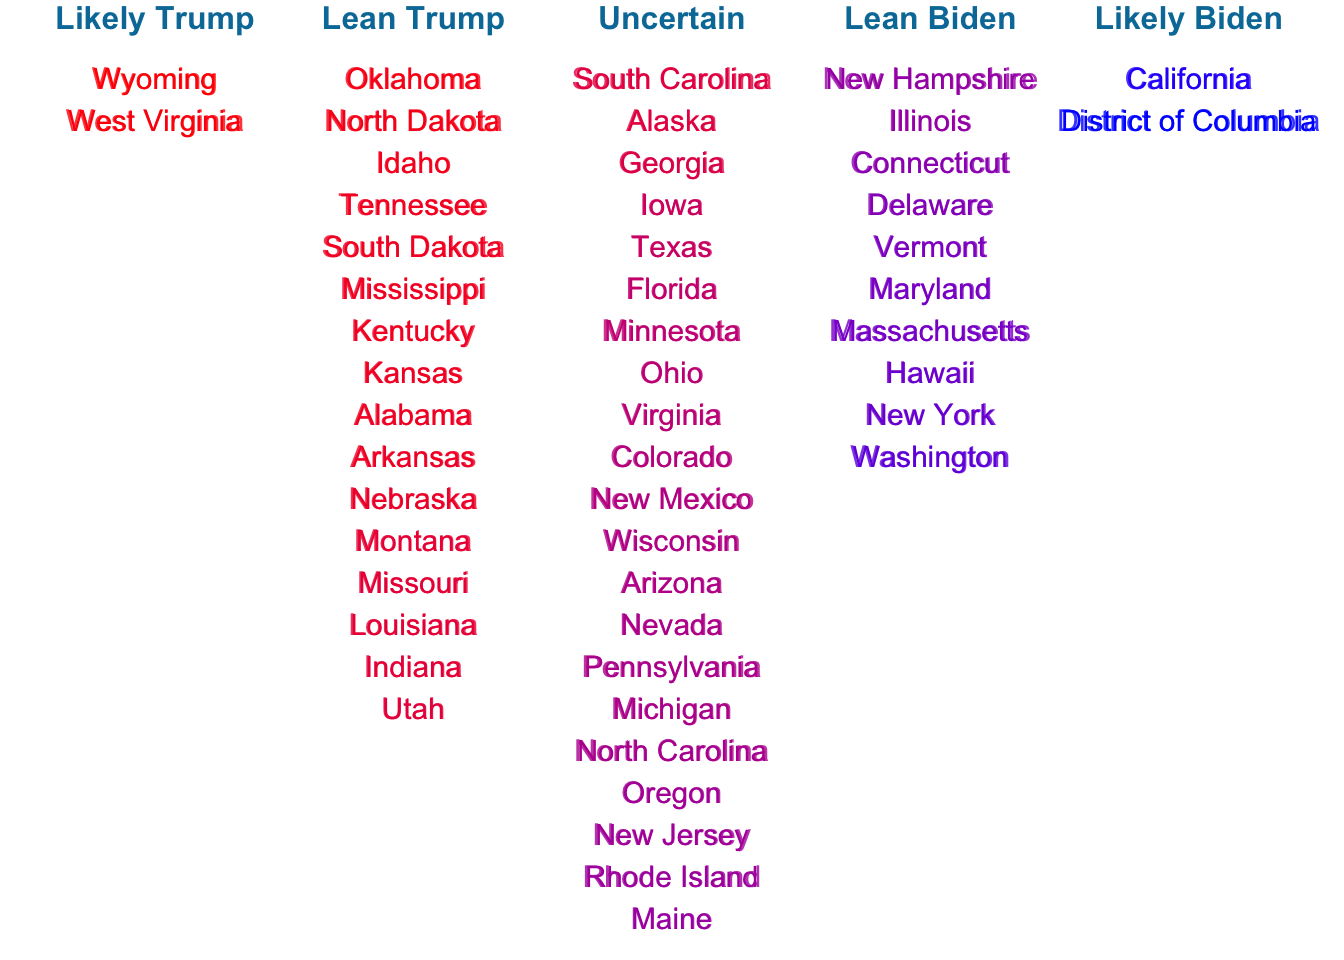 Likely Trump Lean Trump Uncertain Lean Biden Likely Biden
Wyoming Oklahoma South Carolina New Hampshire California
West Virginia North Dakota Alaska Illinois District of Columbia
Idaho Georgia Connecticut
Tennessee Iowa Delaware
South Dakota Texas Vermont
Mississippi Florida Maryland
Kentucky Minnesota Massachusetts
Kansas Ohio Hawaii
Alabama Virginia New York
Arkansas Colorado Washington
Nebraska New Mexico
Montana Wisconsin
Missouri Arizona
Louisiana Nevada
Indiana Pennsylvania
Utah Michigan
North Carolina
Oregon
New Jersey
Rhode Island
Maine